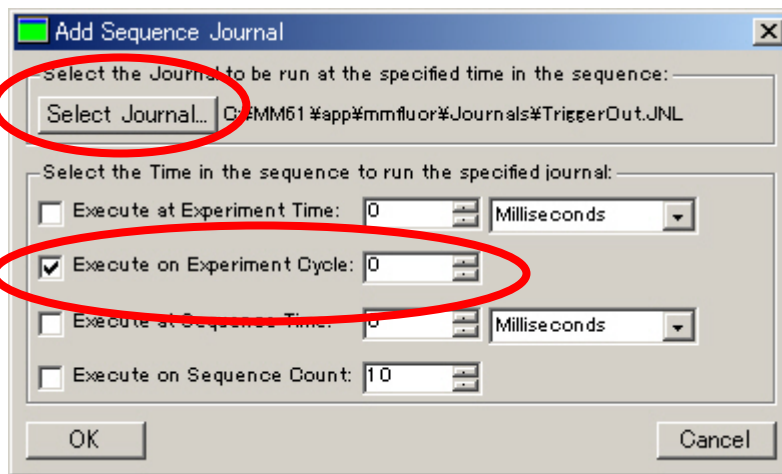 Add Sequence Journal
Select the Journal to be run at the specified time in the sequence:
Select Journal... C:¥MM61¥app¥mmfluor¥Journals¥TriggerOut.JNL
Select the Time in the sequence to run the specified journal:
Execute at Experiment Time: 0 Milliseconds
Execute on Experiment Cycle: 0
Execute at Sequence Time: 0 Milliseconds
Execute on Sequence Count: 10
OK Cancel